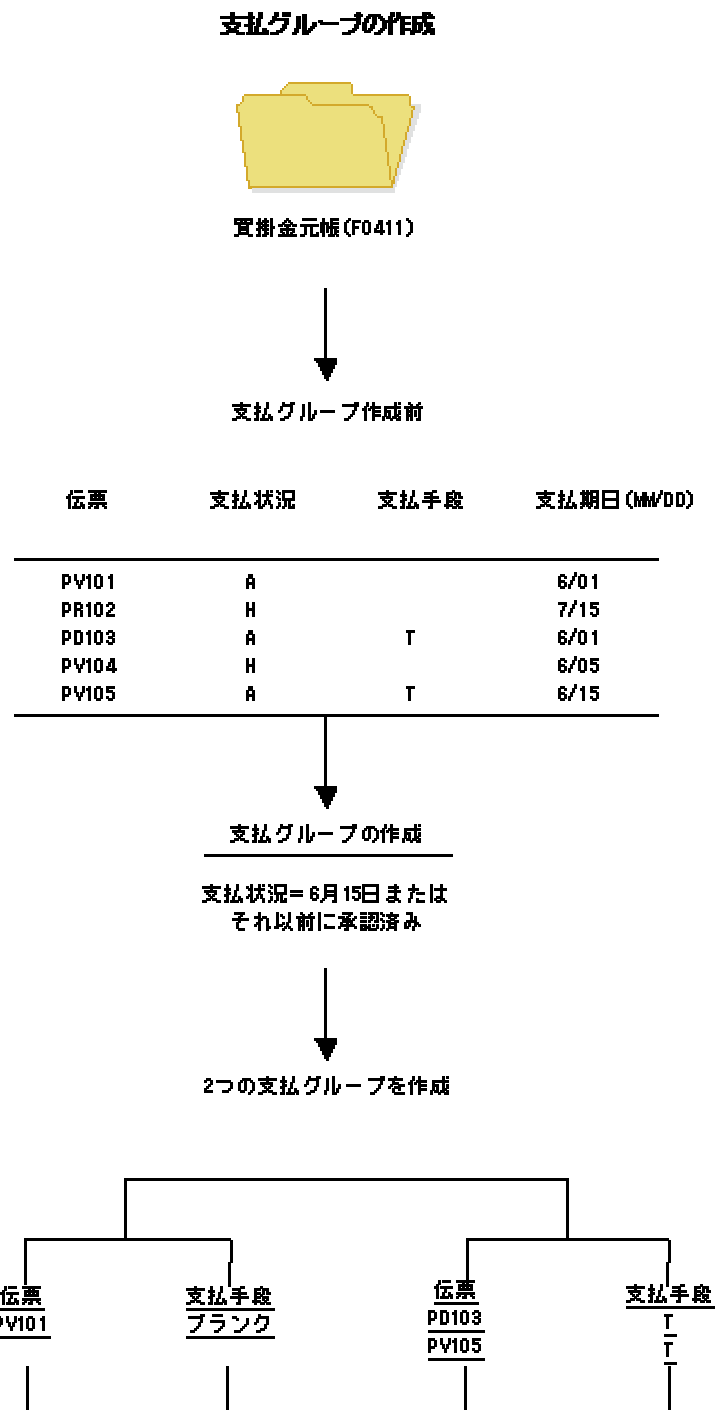 支払グループの作成
買掛金元帳(F0411)
支払グループ作成前
伝票 支払状況 支払手段 支払期日(MM/DD)
PV101 A 6/01
PR102 H 7/15
PD103 A T 6/01
PV104 H 6/05
PV105 A T 6/15
支払グループの作成
支払状況=6月15日または
それ以前に承認済み
2つの支払グループを作成
伝票 支払手段 伝票 支払手段
PV101 ブランク PD103 T
PV105 T